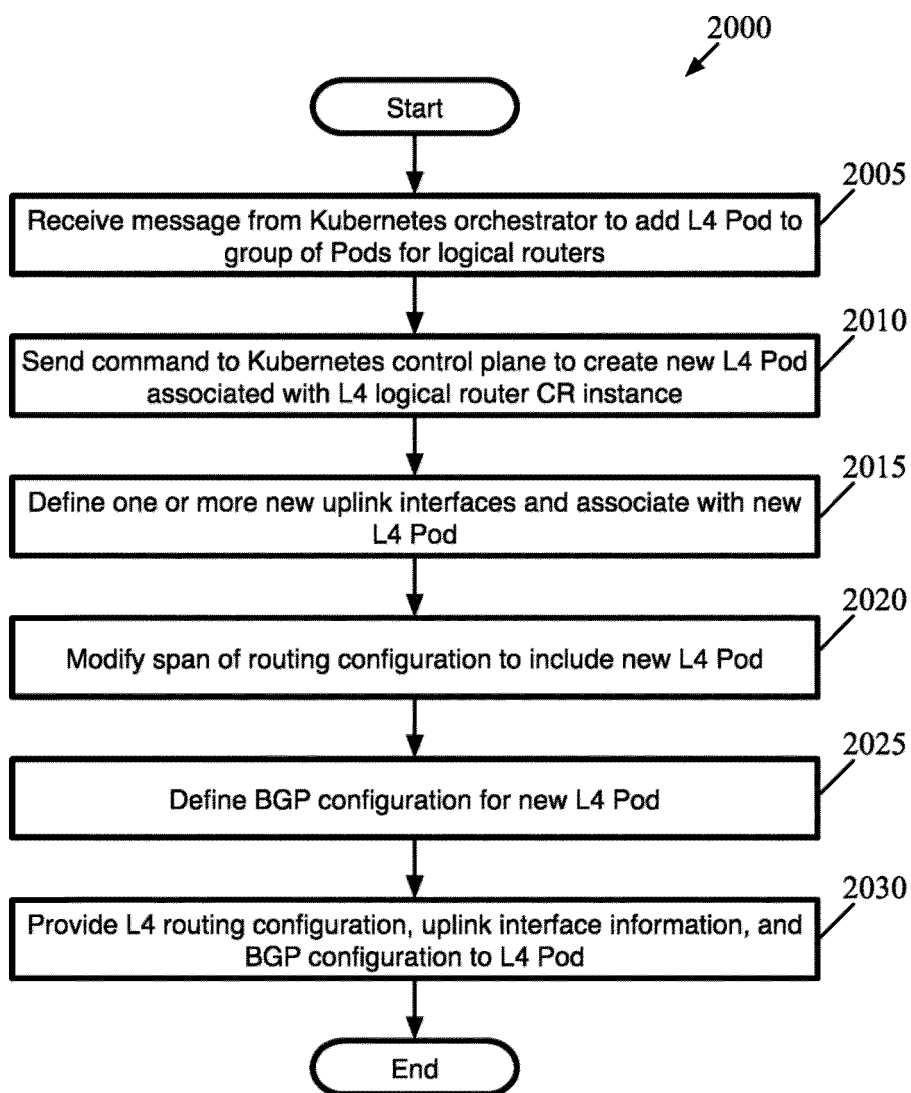 2000
Start
2005
Receive message from Kubernetes orchestrator to add L4 Pod to
group of Pods for logical routers
2010
Send command to Kubernetes control plane to create new L4 Pod
associated with L4 logical router CR instance
2015
Define one or more new uplink interfaces and associate with new
L4 Pod
2020
Modify span of routing configuration to include new L4 Pod
2025
Define BGP configuration for new L4 Pod
2030
Provide L4 routing configuration, uplink interface information, and
BGP configuration to L4 Pod
End